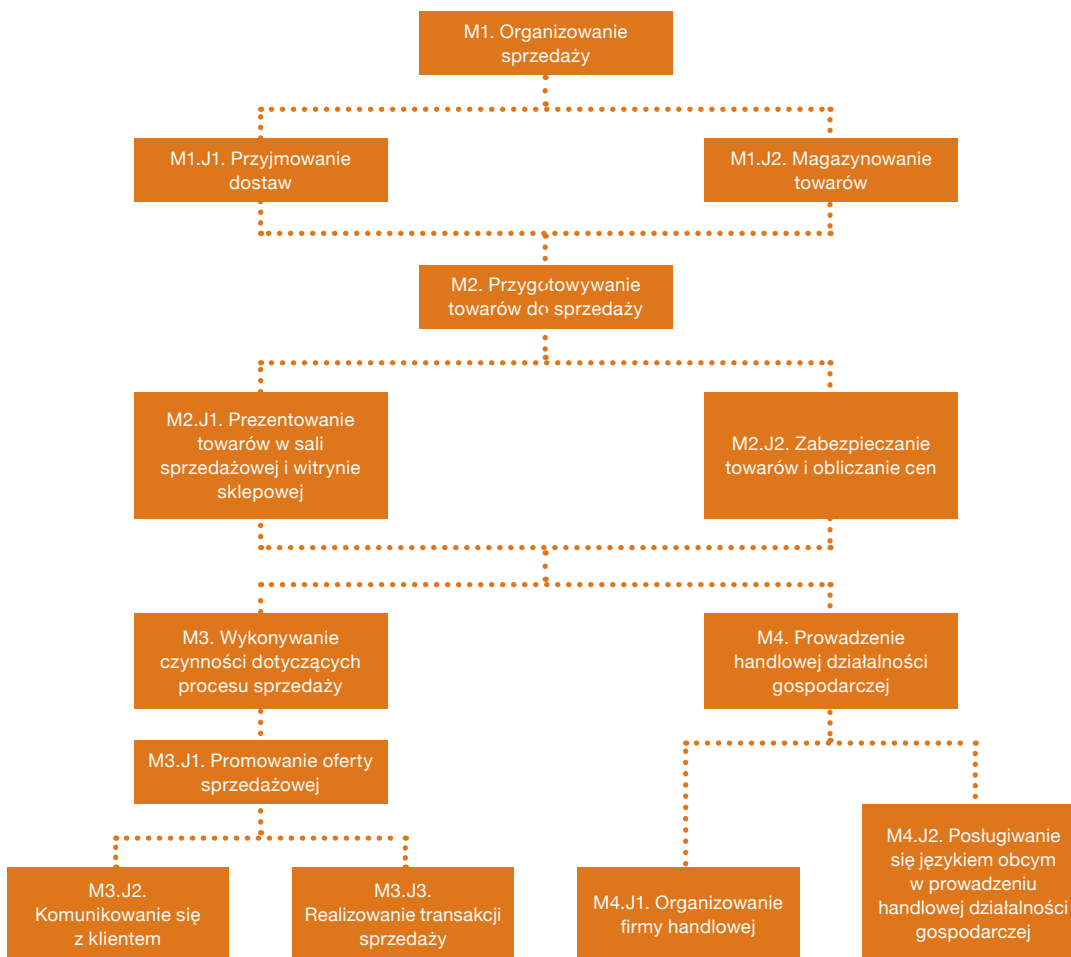 M1. Organizowanie
sprzedaży
M1.J1. Przyjmowanie
dostaw
M1.J2. Magazynowanie
towarów
M2. Przygotowywanie
towarów do sprzedaży
M2.J1. Prezentowanie
towarów w sali
sprzedażowej i witrynie
sklepowej
M2.J2. Zabezpieczanie
towarów i obliczanie cen
M3. Wykonywanie
czynności dotyczących
procesu sprzedaży
M4. Prowadzenie
handlowej działalności
gospodarczej
M3.J1. Promowanie oferty
sprzedażowej
M3.J2.
Komunikowanie się
z klientem
M3.J3.
Realizowanie transakcji
sprzedaży
M4.J1. Organizowanie
firmy handlowej
M4.J2. Posługiwanie
się językiem obcym
w prowadzeniu
handlowej działalności
gospodarczej